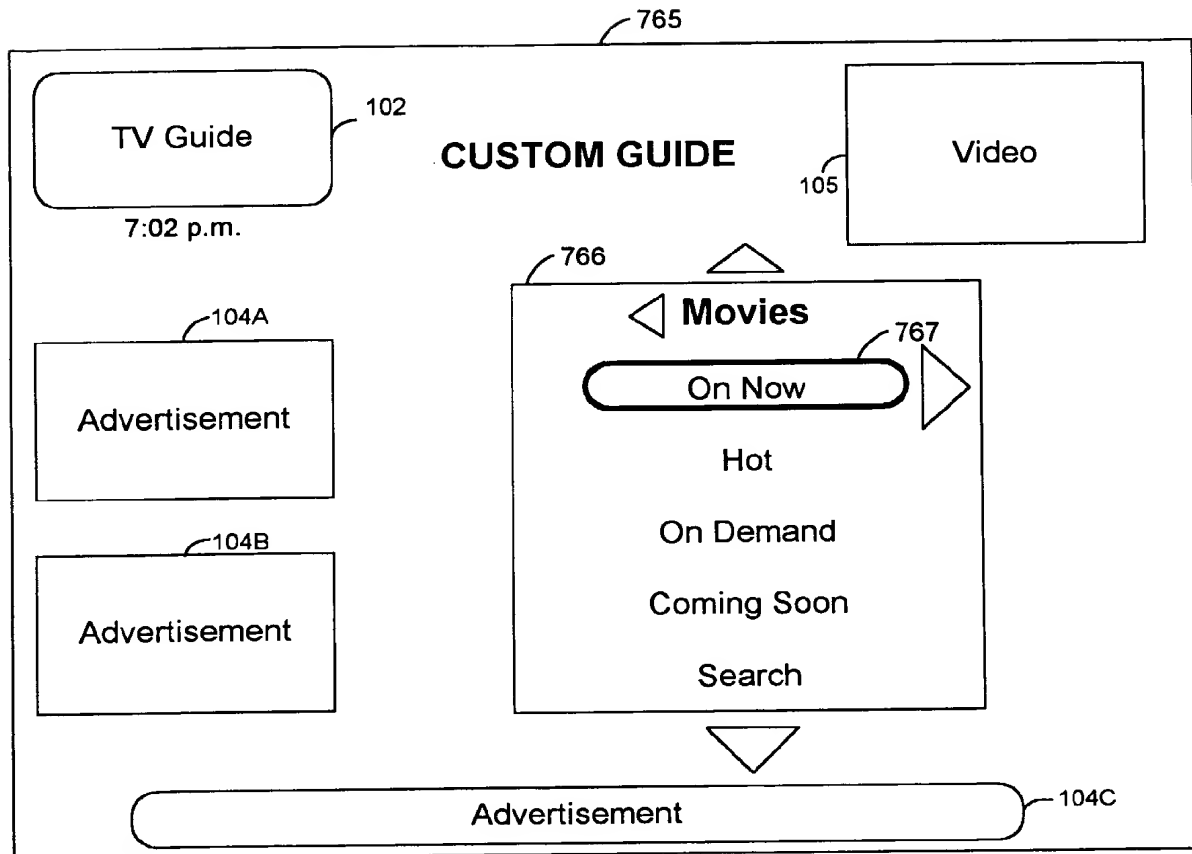 765
TV Guide
102
CUSTOM GUIDE
105
Video
7:02 p.m.
766
Movies
767
On Now
Hot
On Demand
Coming Soon
Search
104A
Advertisement
104B
Advertisement
Advertisement
104C